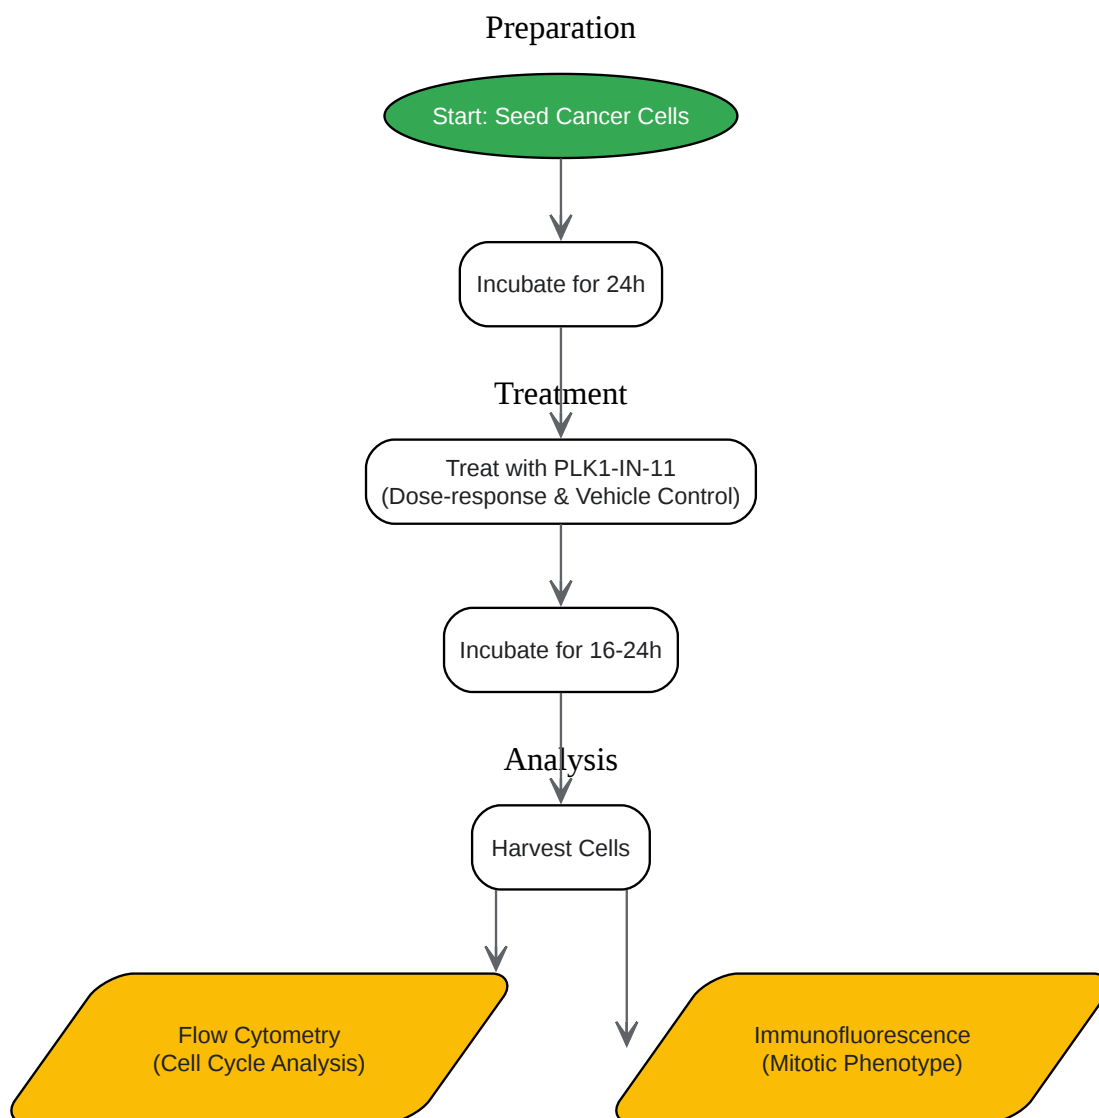 Preparation
Start: Seed Cancer Cells
Incubate for 24h
Treatment
Treat with PLK1-IN-11
(Dose-response & Vehicle Control)
Incubate for 16-24h
Analysis
Harvest Cells
Flow Cytometry
(Cell Cycle Analysis)
Immunofluorescence
(Mitotic Phenotype)